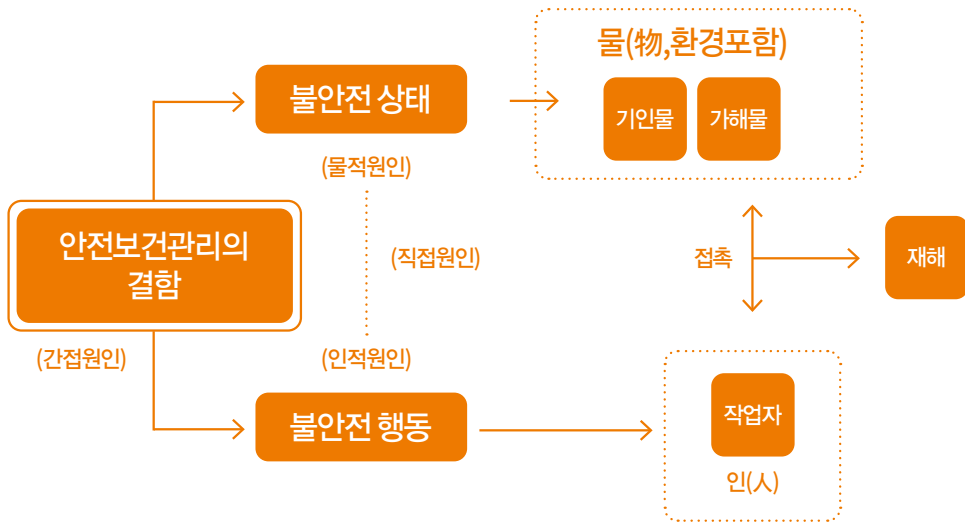 물(物,환경포함)
불안전 상태
기인물
가해물
(물적원인)
안전보건관리의
결함
(직접원인)
접촉
재해
(간접원인)
(인적원인)
불안전 행동
작업자
인(人)